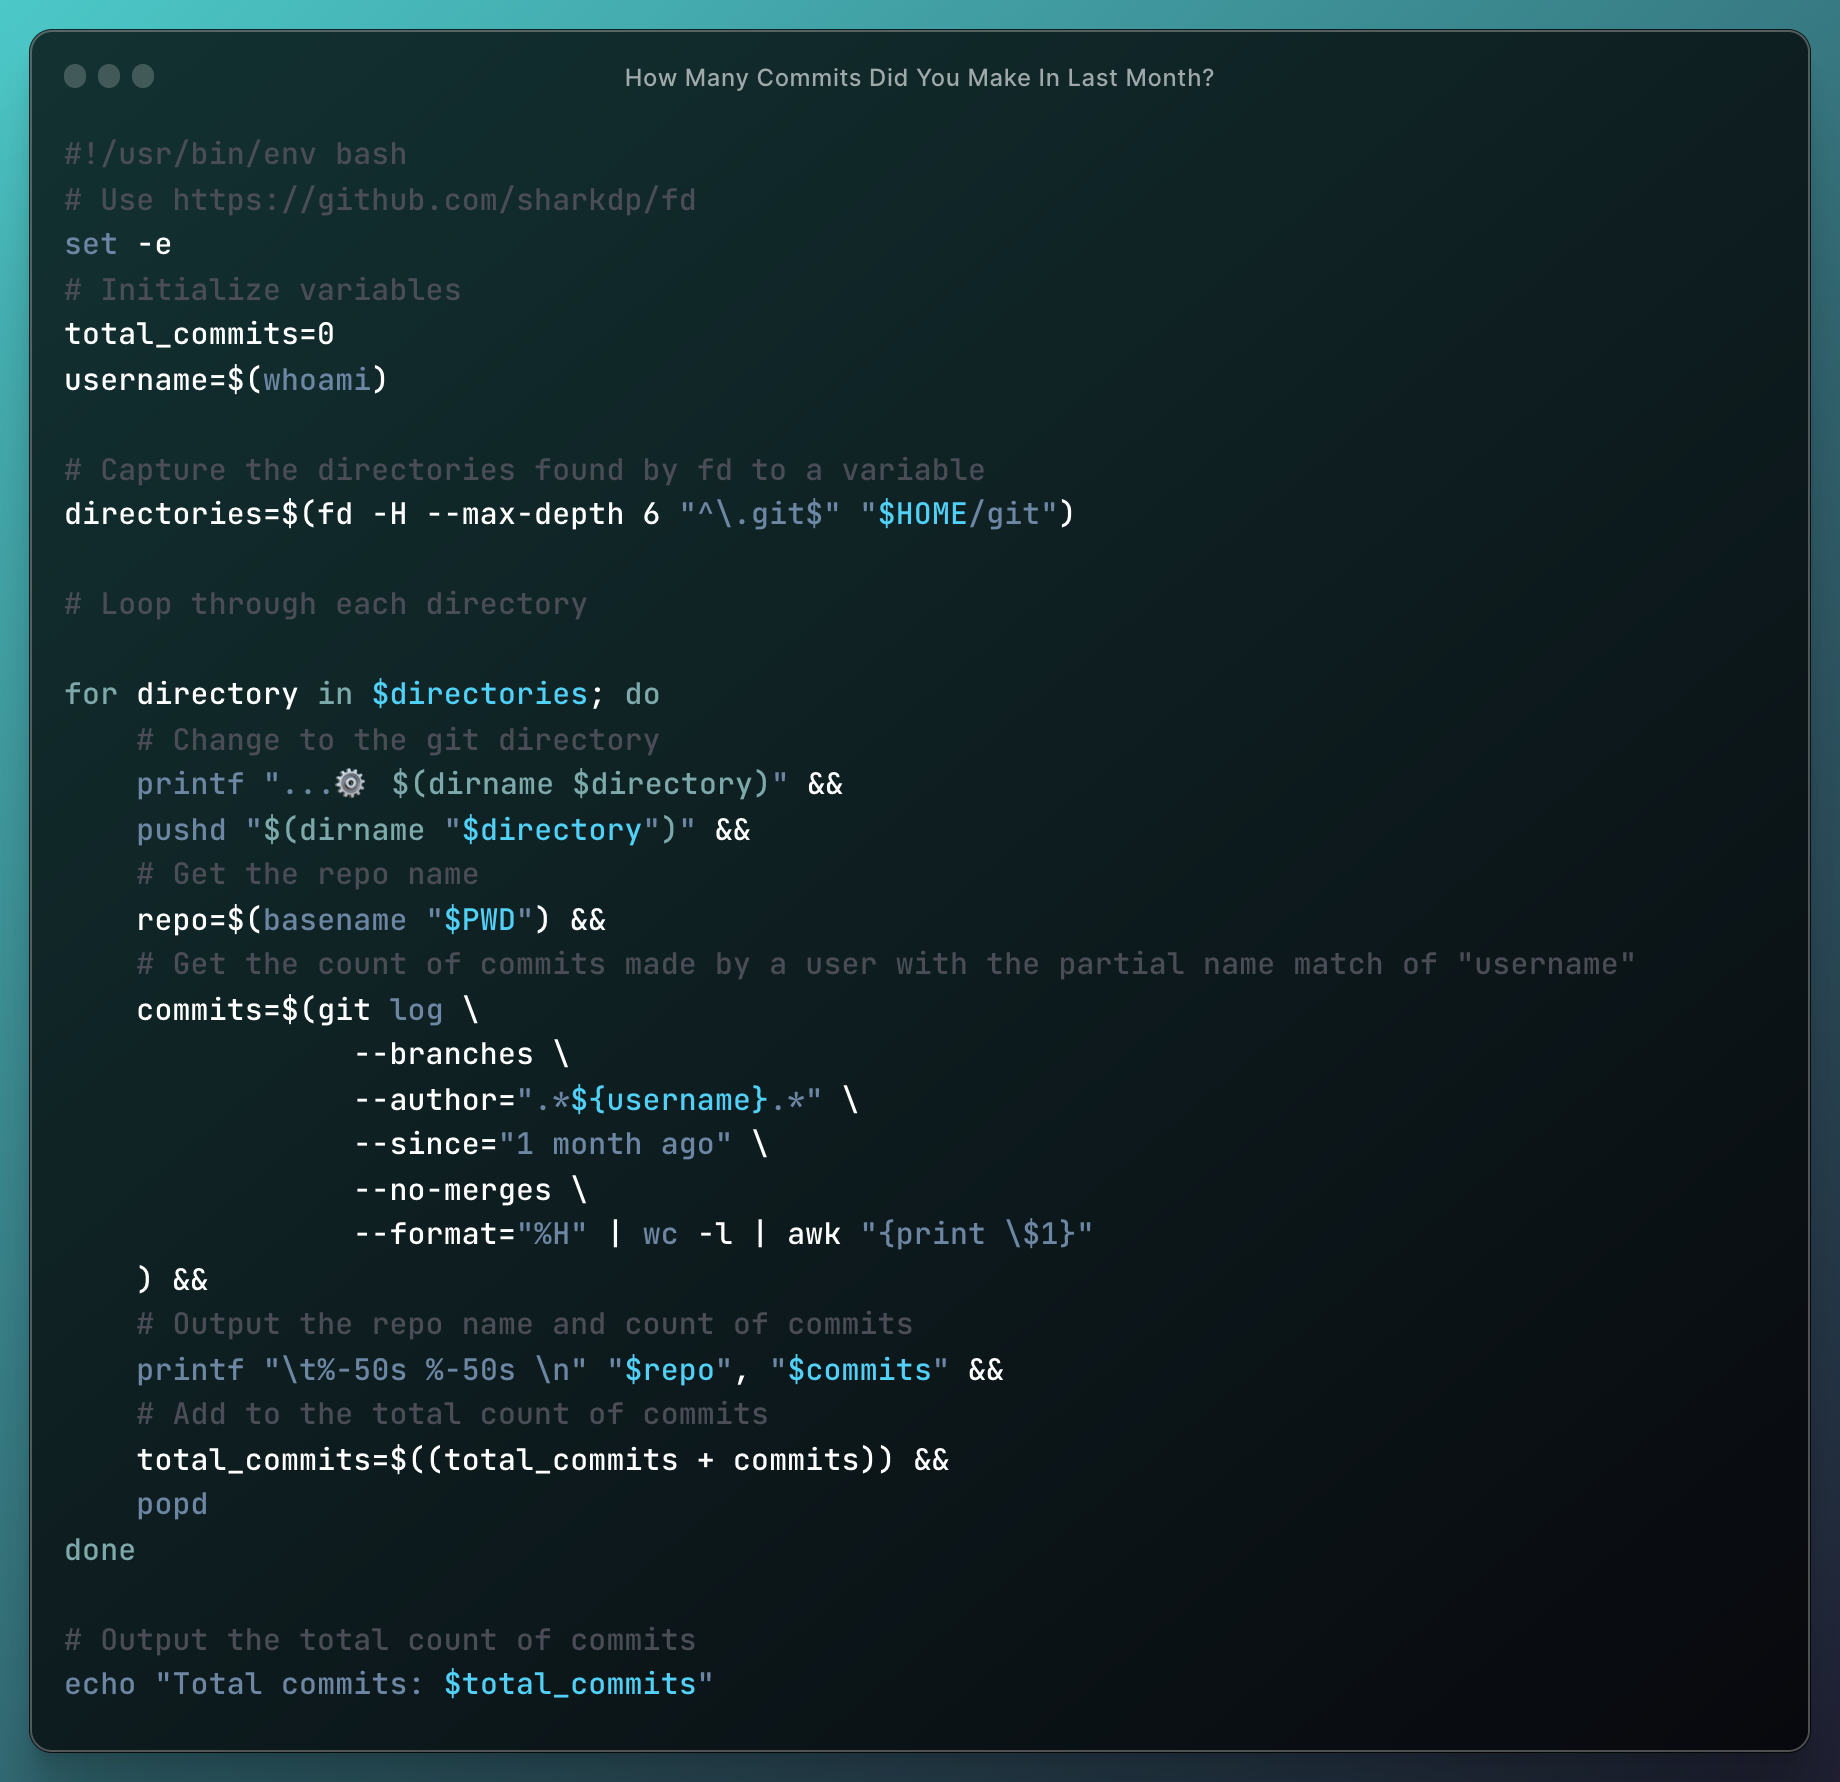 How Many Commits Did You Make In Last Month?
#!/usr/bin/env bash
# Use https://github.com/sharkdp/fd
set -e
# Initialize variables
total_commits=0
username=$(whoami)

# Capture the directories found by fd to a variable
directories=$(fd -H --max-depth 6 "^\.git$" "$HOME/git")

# Loop through each directory

for directory in $directories; do
    # Change to the git directory
    printf "...⚙️ $(dirname $directory)" &&
    pushd "$(dirname "$directory")" &&
    # Get the repo name
    repo=$(basename "$PWD") &&
    # Get the count of commits made by a user with the partial name match of "username"
    commits=$(git log \
                --branches \
                --author=".*${username}.*" \
                --since="1 month ago" \
                --no-merges \
                --format="%H" | wc -l | awk "{print \$1}"
    ) &&
    # Output the repo name and count of commits
    printf "\t%-50s %-50s \n" "$repo", "$commits" &&
    # Add to the total count of commits
    total_commits=$((total_commits + commits)) &&
    popd
done

# Output the total count of commits
echo "Total commits: $total_commits"